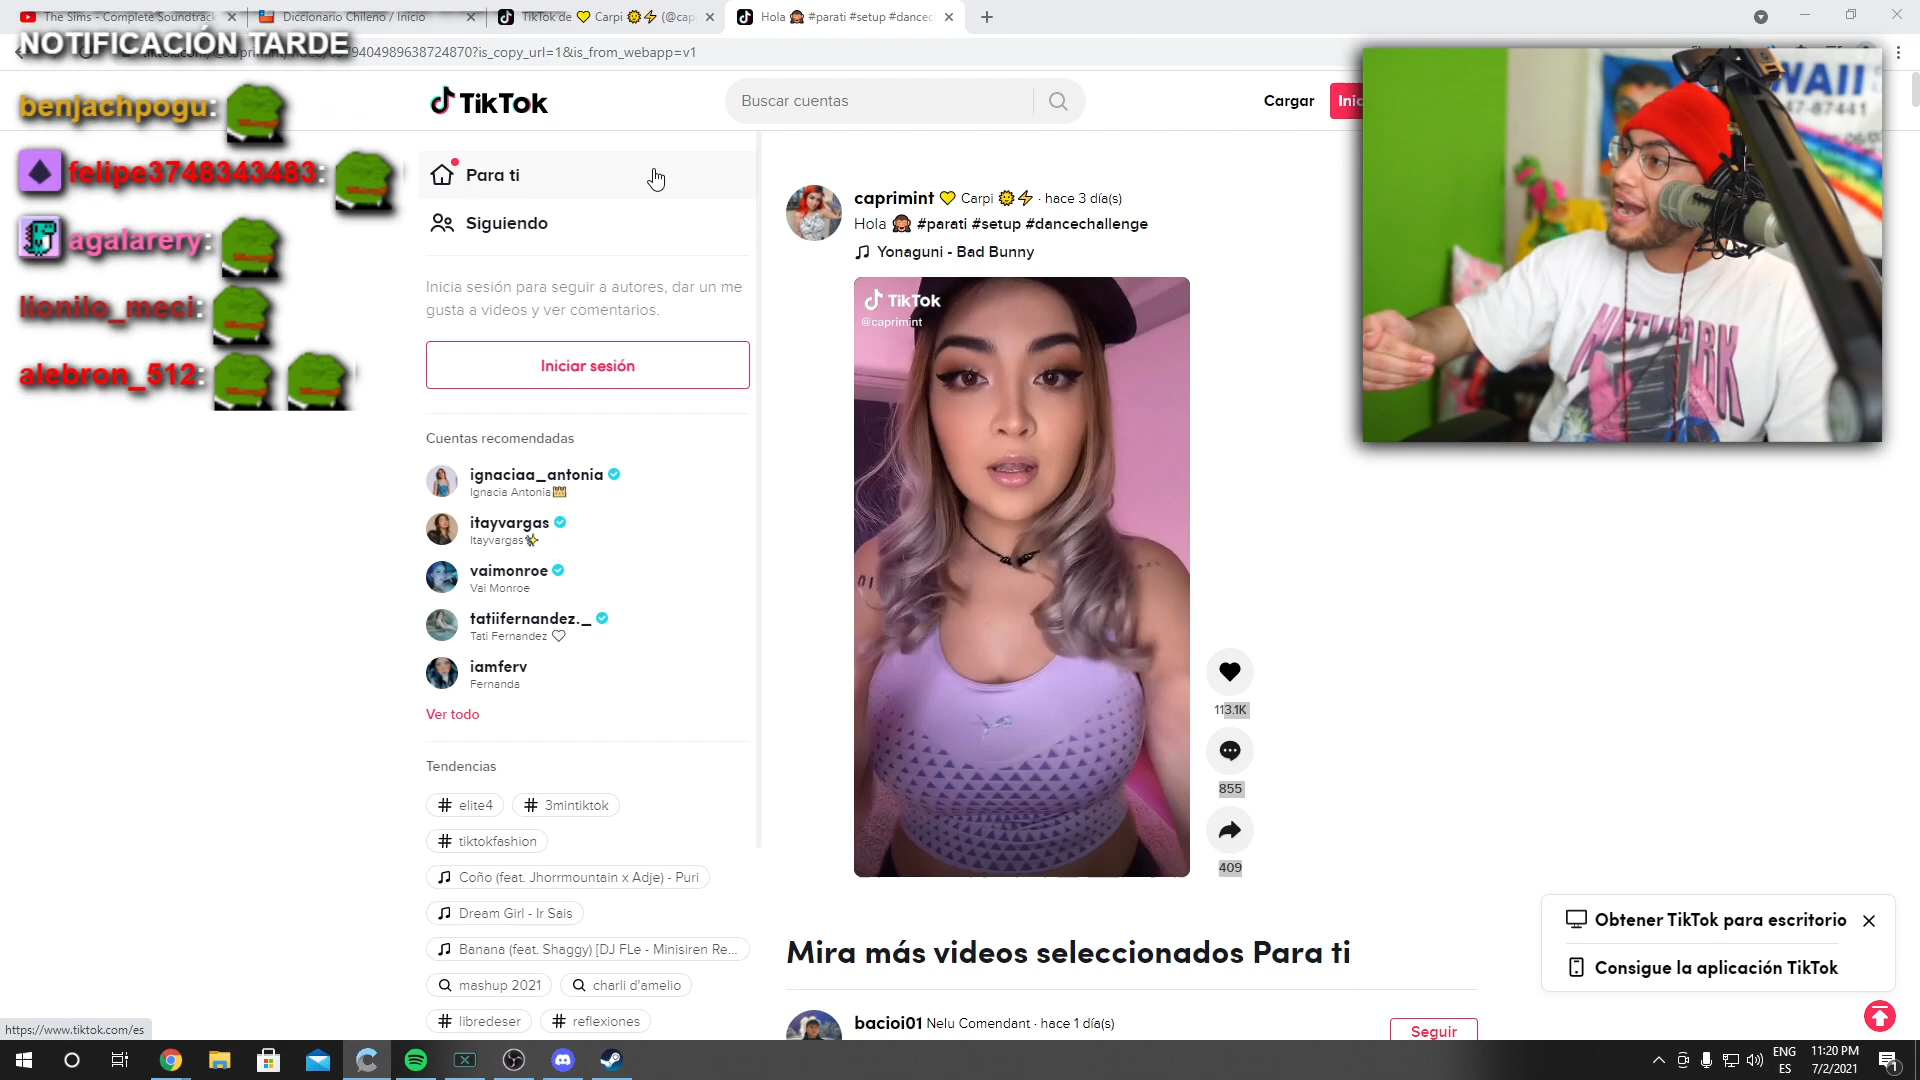 The Sims - Complete Soundtrack
Diccionario Chileno / Inicio
TikTok de 💛 Carpi 🌞⚡ (@cap
Hola 🙈 #parati #setup #dancec
NOTIFICACIÓN TARDE
9404989638724870?is_copy_url=1&is_from_webapp=v1
benjachpogu:
felipe3748343483:
agalarery:
lionilo_meci:
alebron_512:
TikTok
Buscar cuentas
Cargar
Inic
Para ti
Siguiendo
Inicia sesión para seguir a autores, dar un me
gusta a videos y ver comentarios.
Iniciar sesión
Cuentas recomendadas
ignaciaa_antonia
Ignacia Antonia👑
itayvargas
Itayvargas✨
vaimonroe
Vai Monroe
tatiifernandez._
Tati Fernandez ♡
iamferv
Fernanda
Ver todo
Tendencias
# elite4
# 3mintiktok
# tiktokfashion
Coño (feat. Jhorrmountain x Adje) - Puri
Dream Girl - Ir Sais
Banana (feat. Shaggy) [DJ FLe - Minisiren Re...
mashup 2021
charli d'amelio
# libredeser
# reflexiones
caprimint 💛 Carpi 🌞⚡ · hace 3 día(s)
Hola 🙈 #parati #setup #dancechallenge
Yonaguni - Bad Bunny
TikTok
@caprimint
113.1K
855
409
Mira más videos seleccionados Para ti
bacioi01 Nelu Comendant · hace 1 día(s)
Seguir
WAII
87441
NETWORK
Obtener TikTok para escritorio
Consigue la aplicación TikTok
https://www.tiktok.com/es
ENG
ES
11:20 PM
7/2/2021
1